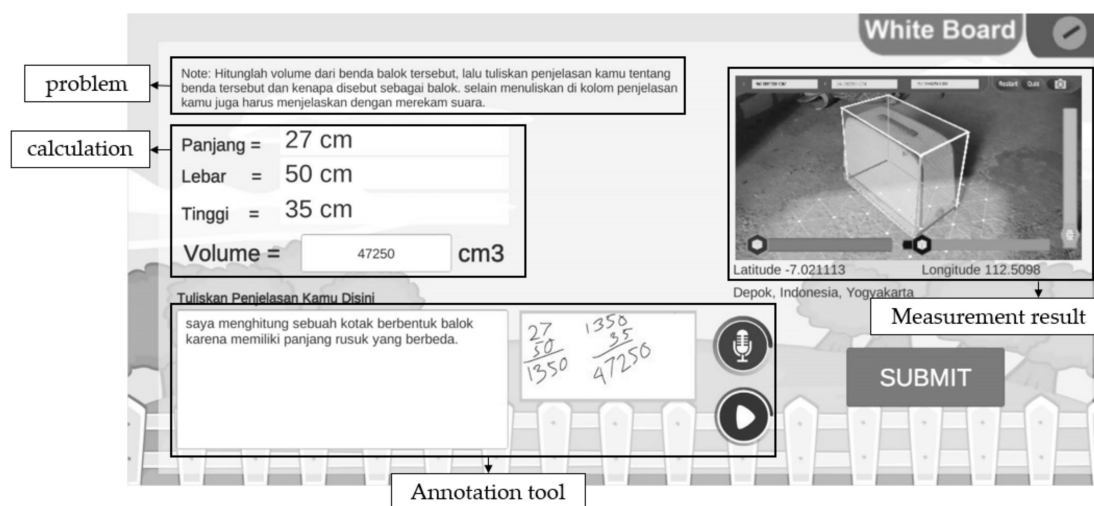 White Board
problem
Note: Hitunglah volume dari benda balok tersebut, lalu tuliskan penjelasan kamu tentang
benda tersebut dan kenapa disebut sebagai balok. selain menuliskan di kolom penjelasan
kamu juga harus menjelaskan dengan merekam suara.
calculation
Panjang = 27 cm
Lebar = 50 cm
Tinggi = 35 cm
Volume = 47250 cm3
Restart Quit
Latitude -7.021113 Longitude 112.5098
Depok, Indonesia, Yogyakarta
Measurement result
Tuliskan Penjelasan Kamu Disini
saya menghitung sebuah kotak berbentuk balok
karena memiliki panjang rusuk yang berbeda.
27
50
1350
1350
35
47250
SUBMIT
Annotation tool